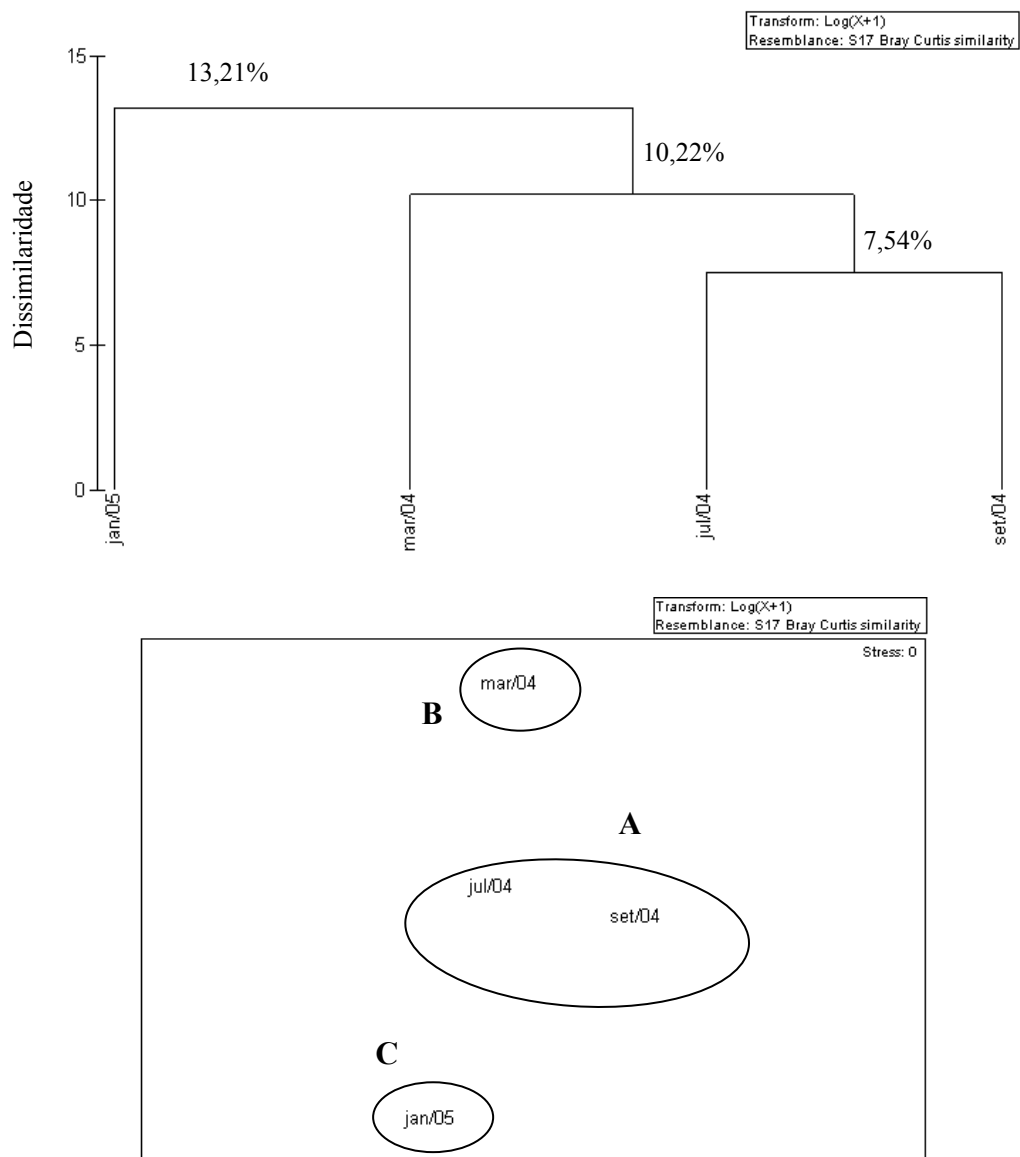 Transform: Log(X+1)
Resemblance: S17 Bray Curtis similarity
15
13,21%
10,22%
10
7,54%
Dissimilaridade
5
0
jan/05
mar/04
jul/04
set/04
Transform: Log(X+1)
Resemblance: S17 Bray Curtis similarity
Stress: 0
mar/04
B
A
jul/04
set/04
C
jan/05